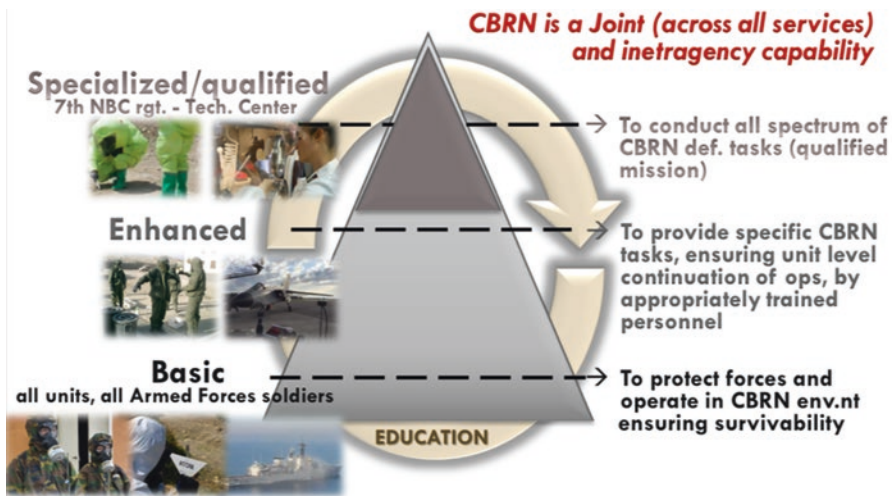 CBRN is a Joint (across all services)
and inetragency capability
Specialized/qualified
7th NBC rgt. - Tech. Center
To conduct all spectrum of
CBRN def. tasks (qualified
mission)
Enhanced
To provide specific CBRN
tasks, ensuring unit level
continuation of ops, by
appropriately trained
personnel
Basic
all units, all Armed Forces soldiers
To protect forces and
operate in CBRN env.nt
ensuring survivability
EDUCATION